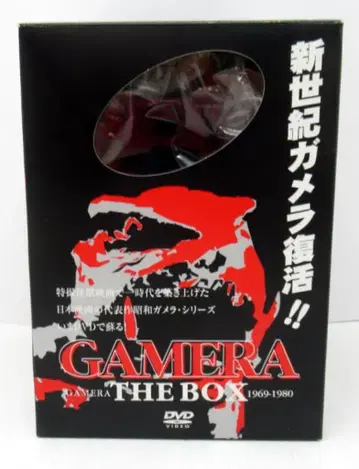 新世紀ガメラ復活!!
特撮怪獣映画で一時代を築き上げた
日本映画の代表作昭和ガメラ・シリーズ
いまDVDで蘇る
GAMERA
GAMERA THE BOX 1969-1980
DVD
VIDEO